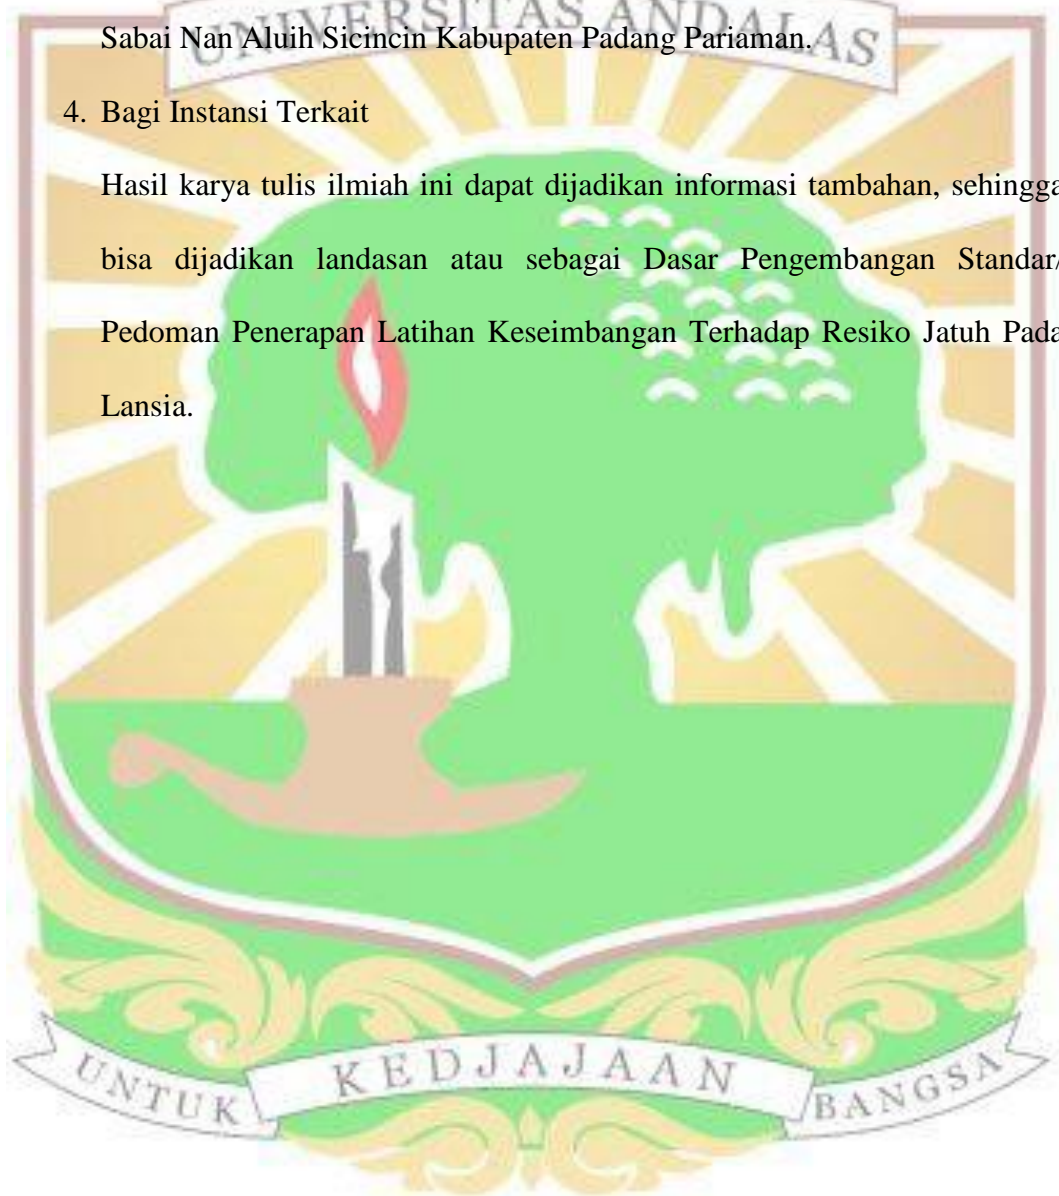 UNIVERSITAS ANDALAS
Sabai Nan Aluih Sicincin Kabupaten Padang Pariaman.
4. Bagi Instansi Terkait
Hasil karya tulis ilmiah ini dapat dijadikan informasi tambahan, sehingga
bisa dijadikan landasan atau sebagai Dasar Pengembangan Standar/
Pedoman Penerapan Latihan Keseimbangan Terhadap Resiko Jatuh Pada
Lansia.
UNTUK KEDJAJAAN BANGSA